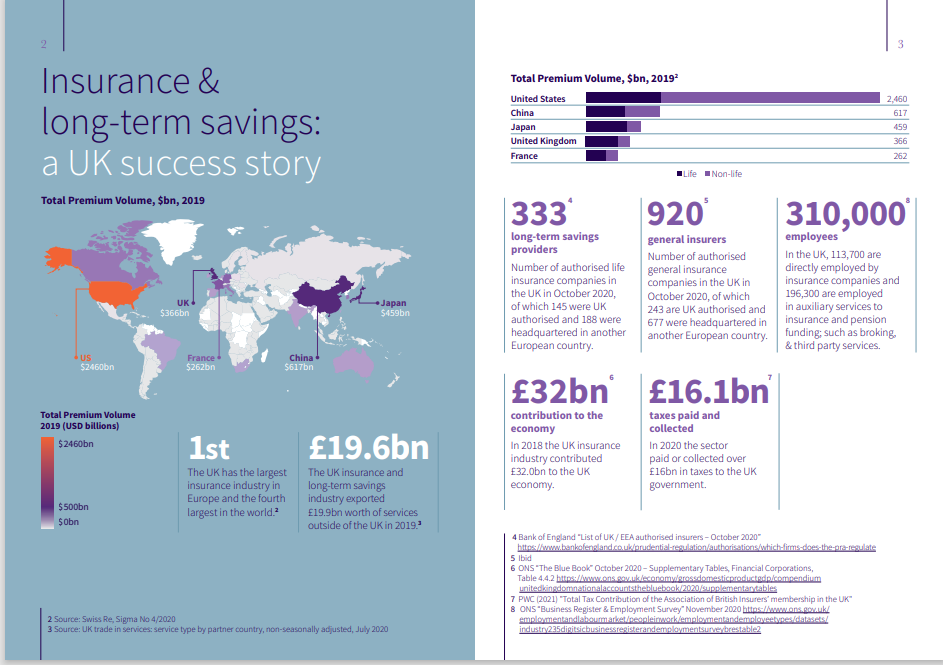 2
Insurance &
long-term savings:
a UK success story
Total Premium Volume, $bn, 2019
UK
$366bn
Japan
$459bn
US
$2460bn
France
$262bn
China
$617bn
Total Premium Volume
2019 (USD billions)
$2460bn
$500bn
$0bn
1st
The UK has the largest
insurance industry in
Europe and the fourth
largest in the world.2
£19.6bn
The UK insurance and
long-term savings
industry exported
£19.9bn worth of services
outside of the UK in 2019.3
2 Source: Swiss Re, Sigma No 4/2020
3 Source: UK trade in services: service type by partner country, non-seasonally adjusted, July 2020
3
Total Premium Volume, $bn, 20192
United States 2,460
China 617
Japan 459
United Kingdom 366
France 262
Life Non-life
333 4
long-term savings
providers
Number of authorised life
insurance companies in
the UK in October 2020,
of which 145 were UK
authorised and 188 were
headquartered in another
European country.
920 5
general insurers
Number of authorised
general insurance
companies in the UK in
October 2020, of which
243 are UK authorised and
677 were headquartered in
another European country.
310,000 8
employees
In the UK, 113,700 are
directly employed by
insurance companies and
196,300 are employed
in auxiliary services to
insurance and pension
funding; such as broking,
& third party services.
£32bn 6
contribution to the
economy
In 2018 the UK insurance
industry contributed
£32.0bn to the UK
economy.
£16.1bn 7
taxes paid and
collected
In 2020 the sector
paid or collected over
£16bn in taxes to the UK
government.
4 Bank of England “List of UK / EEA authorised insurers – October 2020”
https://www.bankofengland.co.uk/prudential-regulation/authorisations/which-firms-does-the-pra-regulate
5 Ibid
6 ONS “The Blue Book” October 2020 – Supplementary Tables, Financial Corporations,
Table 4.4.2 https://www.ons.gov.uk/economy/grossdomesticproductgdp/compendium
unitedkingdomnationalaccountsthebluebook/2020/supplementarytables
7 PWC (2021) “Total Tax Contribution of the Association of British Insurers’ membership in the UK”
8 ONS “Business Register & Employment Survey” November 2020 https://www.ons.gov.uk/
employmentandlabourmarket/peopleinwork/employmentandemployeetypes/datasets/
industry235digitsicbusinessregisterandemploymentsurveybrestable2